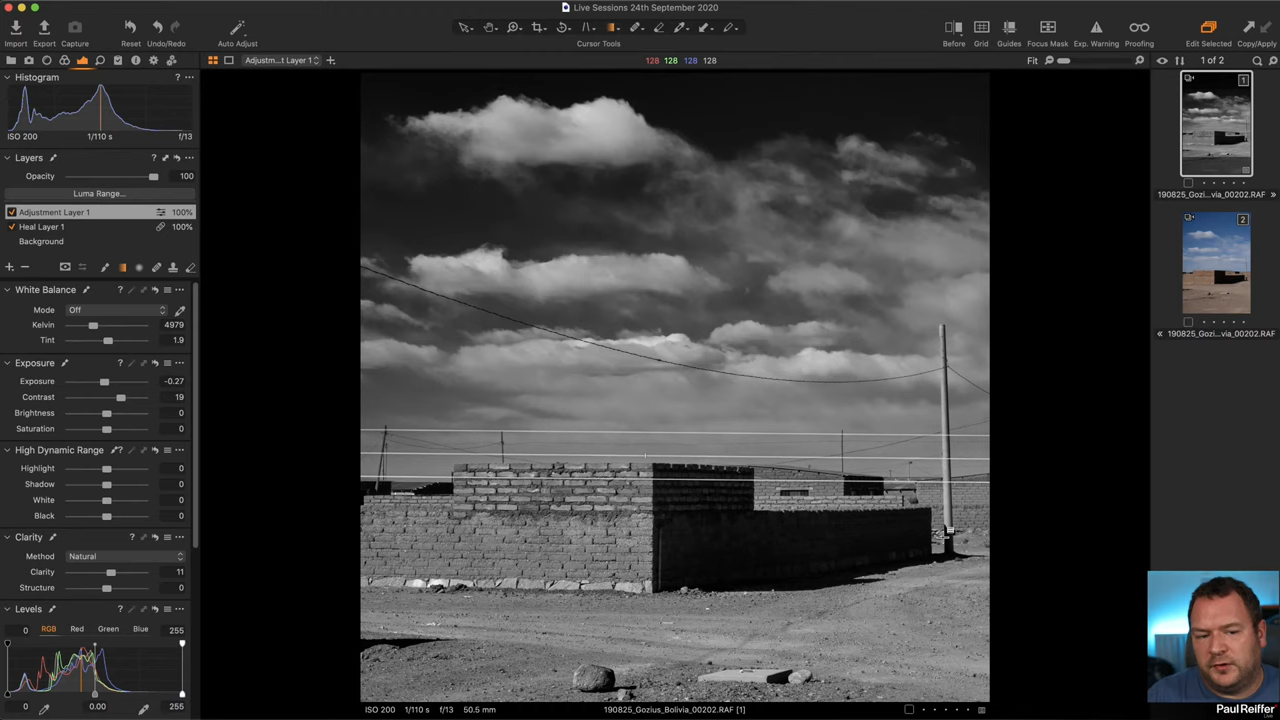 Live Sessions 24th September 2020
Import
Export
Capture
Reset
Undo/Redo
Auto Adjust
Cursor Tools
Before
Grid
Guides
Focus Mask
Exp. Warning
Proofing
Edit Selected
Copy/Apply
Adjustm...t Layer 1
128 128 128 128
Fit
1 of 2
Histogram
?
ISO 200
1/110 s
f/13
Layers
?
Opacity
100
Luma Range...
Adjustment Layer 1
100%
Heal Layer 1
100%
Background
White Balance
?
Mode
Off
Kelvin
4979
Tint
1.9
Exposure
?
Exposure
-0.27
Contrast
19
Brightness
0
Saturation
0
High Dynamic Range
?
Highlight
0
Shadow
0
White
0
Black
0
Clarity
?
Method
Natural
Clarity
11
Structure
0
Levels
?
0
RGB
Red
Green
Blue
255
0
0.00
255
ISO 200
1/110 s
f/13
50.5 mm
190825_Gozius_Bolivia_00202.RAF [1]
1
190825_Gozi...via_00202.RAF
2
190825_Gozi...via_00202.RAF
Paul Reiffer
Live